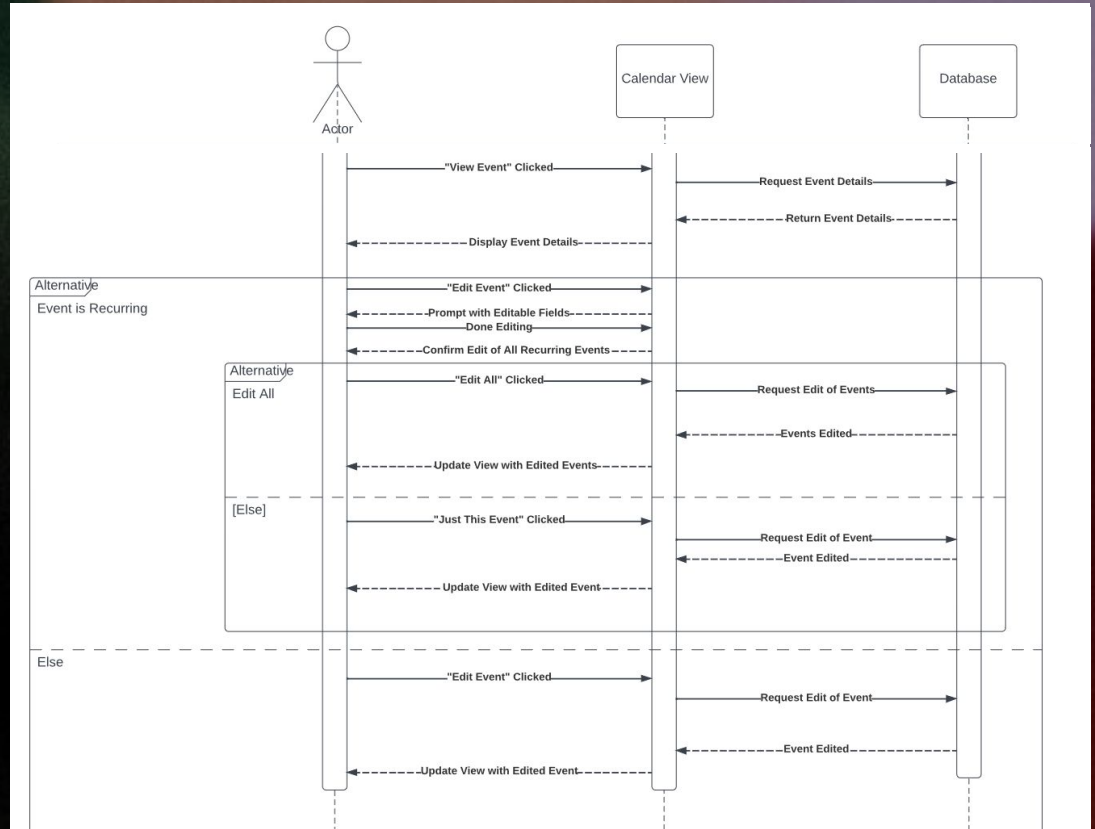 Actor
Calendar View
Database
"View Event" Clicked
Request Event Details
Return Event Details
Display Event Details
Alternative
Event is Recurring
"Edit Event" Clicked
Prompt with Editable Fields
Done Editing
Confirm Edit of All Recurring Events
Alternative
Edit All
"Edit All" Clicked
Request Edit of Events
Events Edited
Update View with Edited Events
[Else]
"Just This Event" Clicked
Request Edit of Event
Event Edited
Update View with Edited Event
Else
"Edit Event" Clicked
Request Edit of Event
Event Edited
Update View with Edited Event